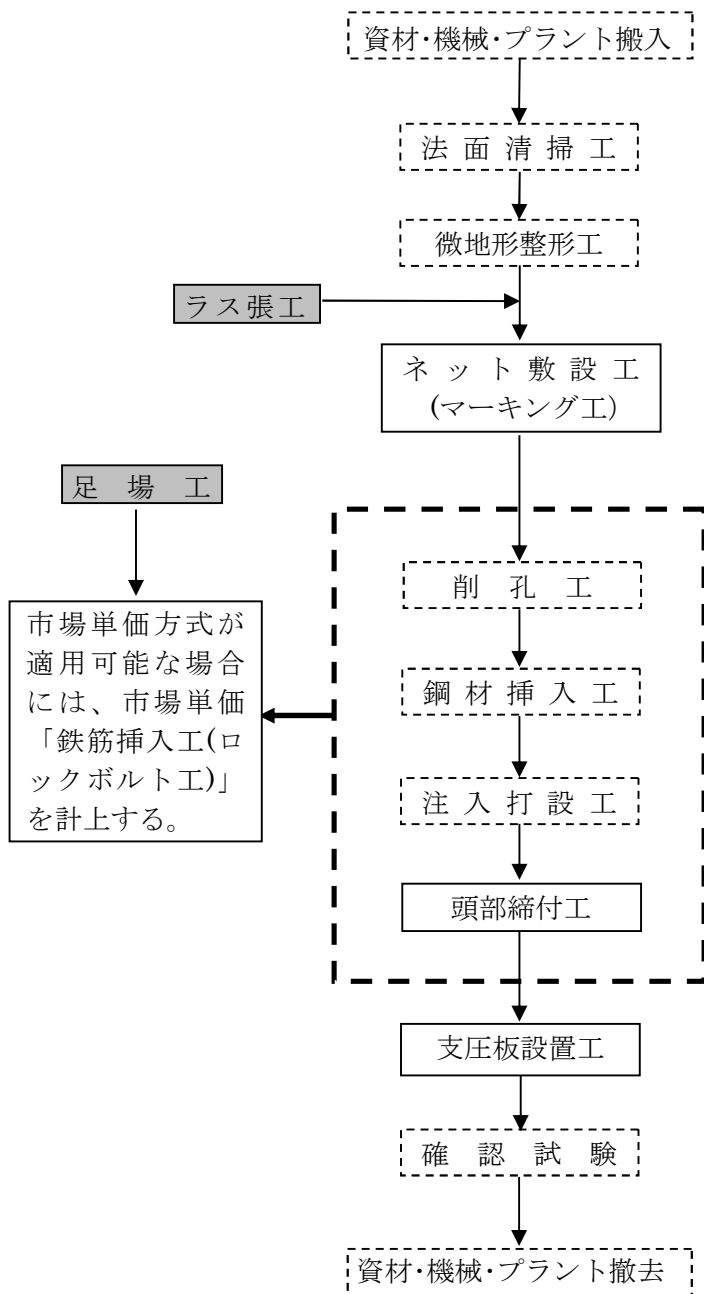 資材・機械・プラント搬入
法面清掃工
微地形整形工
ラス張工
ネット敷設工
(マーキング工)
足場工
削孔工
市場単価方式が
適用可能な場合
には、市場単価
「鉄筋挿入工(ロ
ックボルト工)」
を計上する。
鋼材挿入工
注入打設工
頭部締付工
支圧板設置工
確認試験
資材・機械・プラント撤去